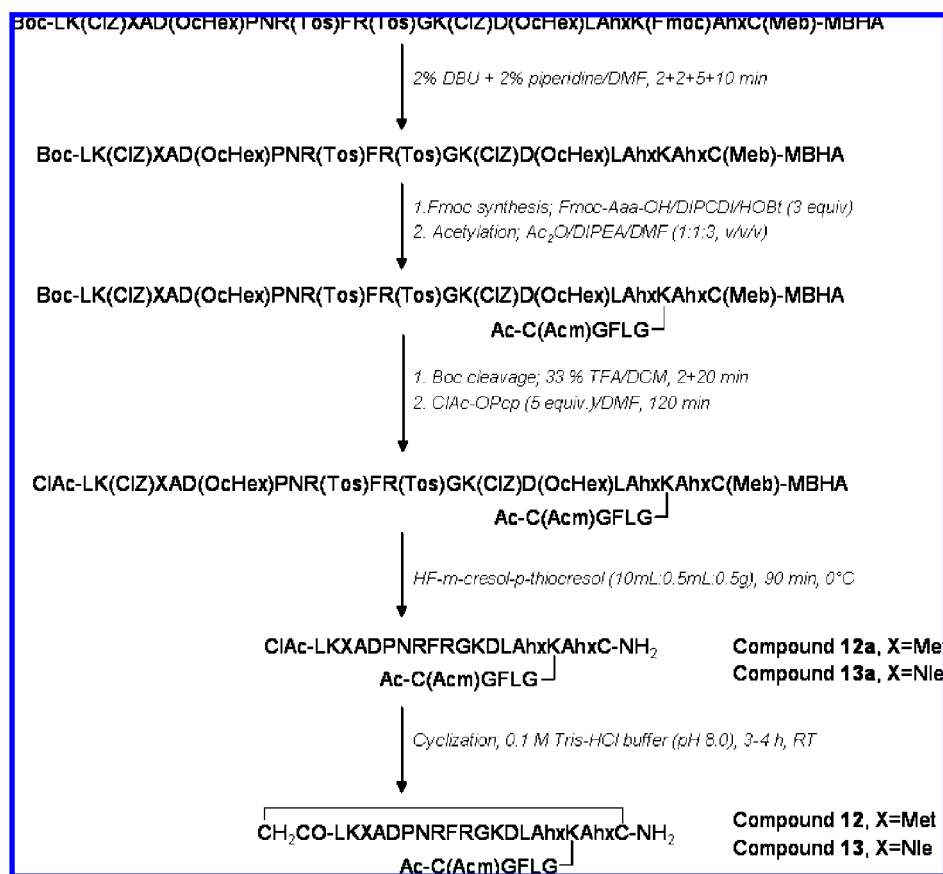 Boc-LK(ClZ)XAD(OcHex)PNR(Tos)FR(Tos)GK(ClZ)D(OcHex)LAhxK(Fmoc)AhxC(Meb)-MBHA
2% DBU + 2% piperidine/DMF, 2+2+5+10 min
Boc-LK(ClZ)XAD(OcHex)PNR(Tos)FR(Tos)GK(ClZ)D(OcHex)LAhxKAhxC(Meb)-MBHA
1.Fmoc synthesis; Fmoc-Aaa-OH/DIPCDI/HOBt (3 equiv)
2. Acetylation; Ac₂O/DIPEA/DMF (1:1:3, v/v/v)
Boc-LK(ClZ)XAD(OcHex)PNR(Tos)FR(Tos)GK(ClZ)D(OcHex)LAhxKAhxC(Meb)-MBHA
Ac-C(Acm)GFLG
1. Boc cleavage; 33 % TFA/DCM, 2+20 min
2. ClAc-OPcp (5 equiv.)/DMF, 120 min
ClAc-LK(ClZ)XAD(OcHex)PNR(Tos)FR(Tos)GK(ClZ)D(OcHex)LAhxKAhxC(Meb)-MBHA
Ac-C(Acm)GFLG
HF-m-cresol-p-thiocresol (10mL:0.5mL:0.5g), 90 min, 0°C
ClAc-LKXADPNRFRGKDLAhxKAhxC-NH₂ Compound 12a, X=Met
Ac-C(Acm)GFLG Compound 13a, X=Nle
Cyclization; 0.1 M Tris-HCl buffer (pH 8.0), 3-4 h, RT
CH₂CO-LKXADPNRFRGKDLAhxKAhxC-NH₂ Compound 12, X=Met
Ac-C(Acm)GFLG Compound 13, X=Nle